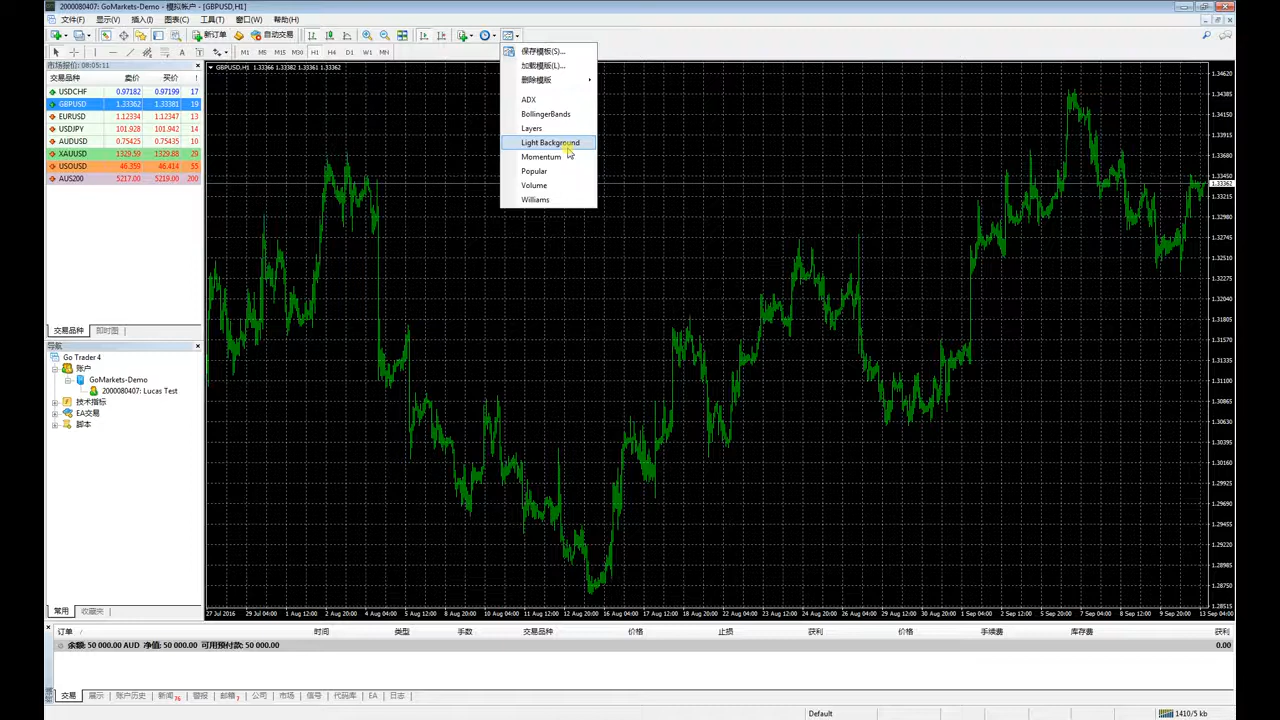 2000080407: GoMarkets-Demo - 模拟帐户 - [GBPUSD,H1]
文件(F) 显示(V) 插入(I) 图表(C) 工具(T) 窗口(W) 帮助(H)
新订单 自动交易
A T M1 M5 M15 M30 H1 H4 D1 W1 MN
保存模板(S)...
加载模版(L)...
删除模版
ADX
BollingerBands
Layers
Light Background
Momentum
Popular
Volume
Williams
市场报价: 08:05:11
交易品种 卖价 买价 !
USDCHF 0.97182 0.97199 17
GBPUSD 1.33362 1.33381 19
EURUSD 1.12334 1.12347 13
USDJPY 101.928 101.942 14
AUDUSD 0.75425 0.75435 10
XAUUSD 1329.59 1329.88 29
USOUSD 46.359 46.414 55
AUS200 5217.00 5219.00 200
交易品种 即时图
导航
Go Trader 4
账户
GoMarkets-Demo
2000080407: Lucas Test
技术指标
EA交易
脚本
常用 收藏夹
GBPUSD,H1 1.33366 1.33382 1.33361 1.33362
1.34620
1.34385
1.33915
1.33680
1.33450
1.33362
1.33215
1.32980
1.32745
1.32510
1.32275
1.32040
1.31805
1.31570
1.31335
1.31100
1.30865
1.30630
1.30395
1.30160
1.29925
1.29690
1.29455
1.29220
1.28985
1.28750
1.28515
27 Jul 2016 29 Jul 04:00 1 Aug 12:00 2 Aug 20:00 4 Aug 04:00 5 Aug 12:00 8 Aug 20:00 10 Aug 04:00 11 Aug 12:00 12 Aug 20:00 16 Aug 04:00 17 Aug 12:00 18 Aug 20:00 22 Aug 04:00 23 Aug 12:00 24 Aug 20:00 26 Aug 04:00 29 Aug 12:00 30 Aug 20:00 1 Sep 04:00 2 Sep 12:00 5 Sep 20:00 7 Sep 04:00 8 Sep 12:00 9 Sep 20:00 13 Sep 04:00
订单 / 时间 类型 手数 交易品种 价格 止损 获利 价格 手续费 库存费 获利
余额: 50 000.00 AUD 净值: 50 000.00 可用预付款: 50 000.00 0.00
交易 展示 账户历史 新闻 警报 邮箱 7 公司 市场 信号 代码库 EA 日志
Default 1410/5 kb